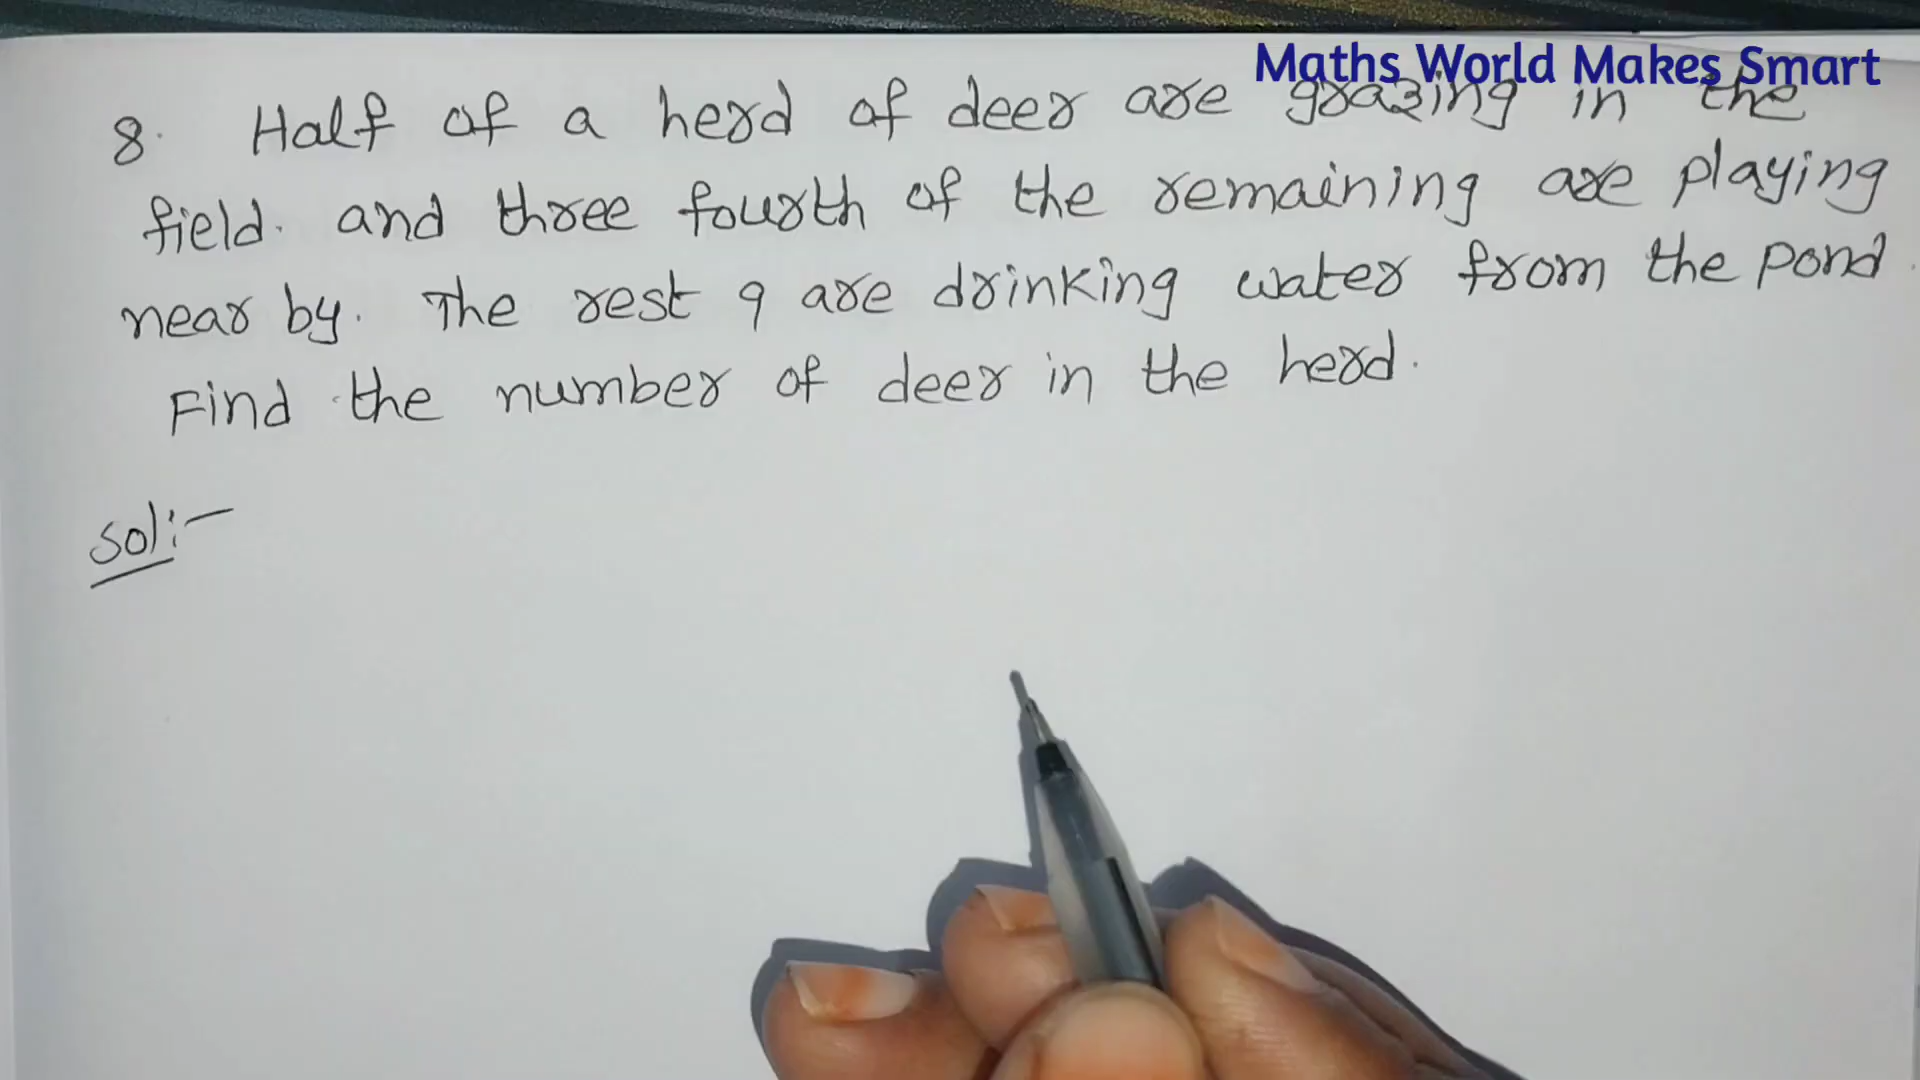 Maths World Makes Smart
8. Half of a herd of deer are grazing in the
field. and three fourth of the remaining are playing
near by. The rest 9 are drinking water from the pond.
Find the number of deer in the herd.
Sol:-